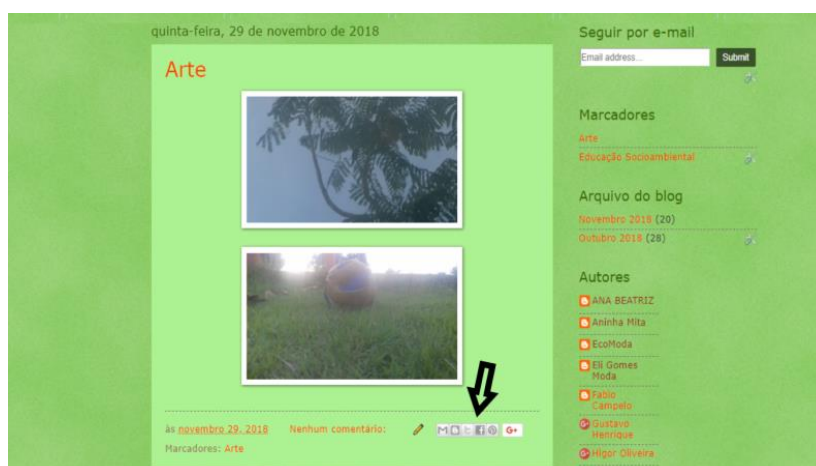 quinta-feira, 29 de novembro de 2018
Arte
às novembro 29, 2018 Nenhum comentário:
G+
Marcadores: Arte
Seguir por e-mail
Email address... Submit
Marcadores
Arte
Educação Socioambiental
Arquivo do blog
Novembro 2018 (20)
Outubro 2018 (28)
Autores
ANA BEATRIZ
Aninha Mita
EcoModa
Eli Gomes
Moda
Fabio
Campelo
Gustavo
Henrique
Higor Oliveira